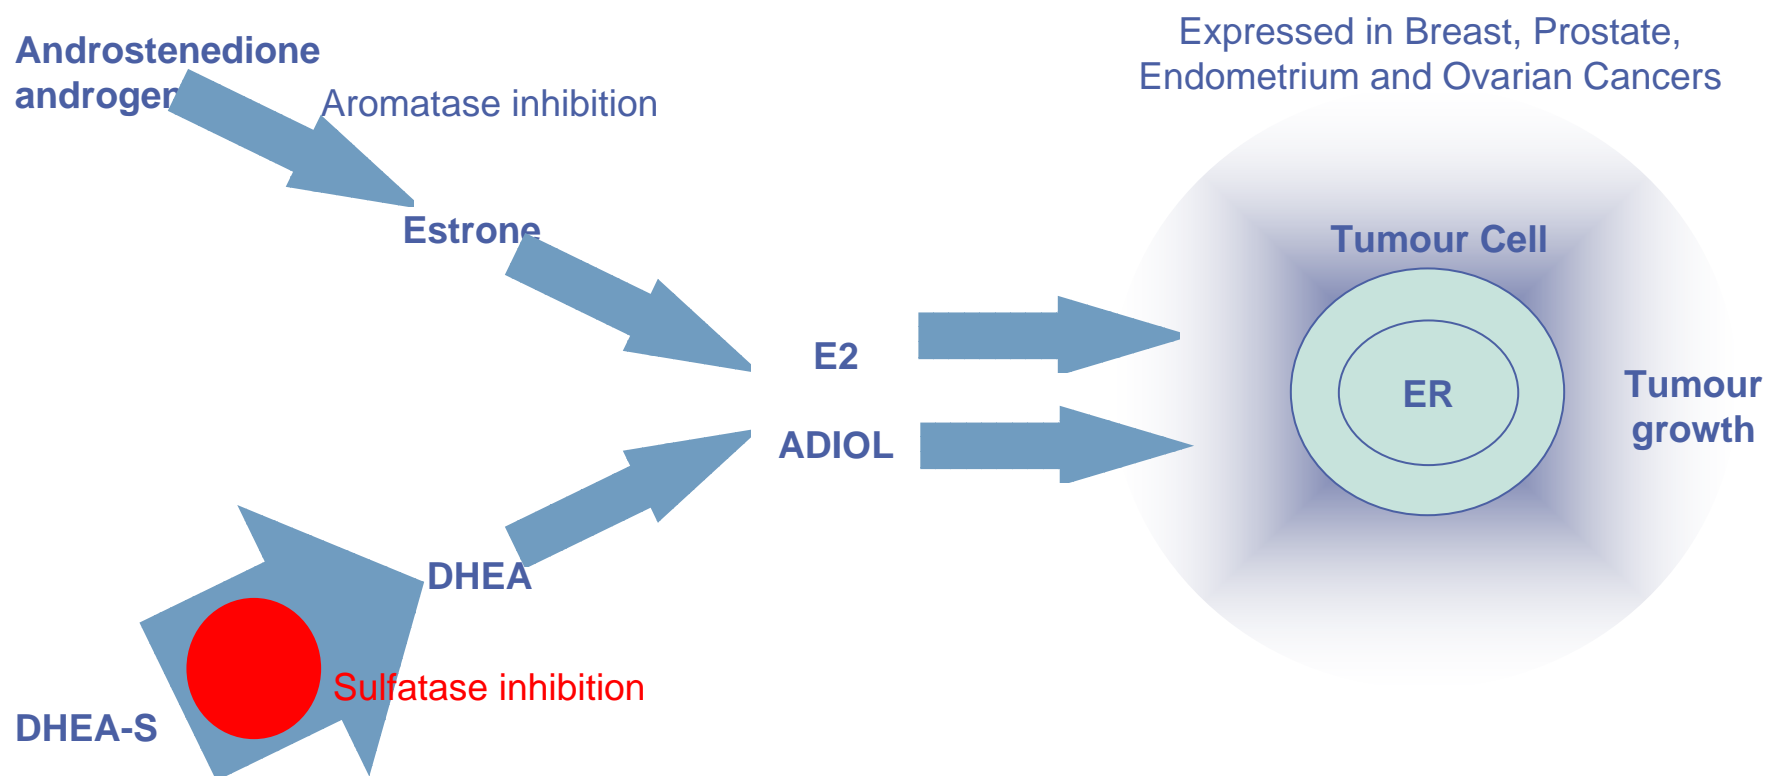 Expressed in Breast, Prostate,
Endometrium and Ovarian Cancers
Androstenedione
androgen
Aromatase inhibition
Estrone
Tumour Cell
E2
ER
Tumour
growth
ADIOL
DHEA
Sulfatase inhibition
DHEA-S